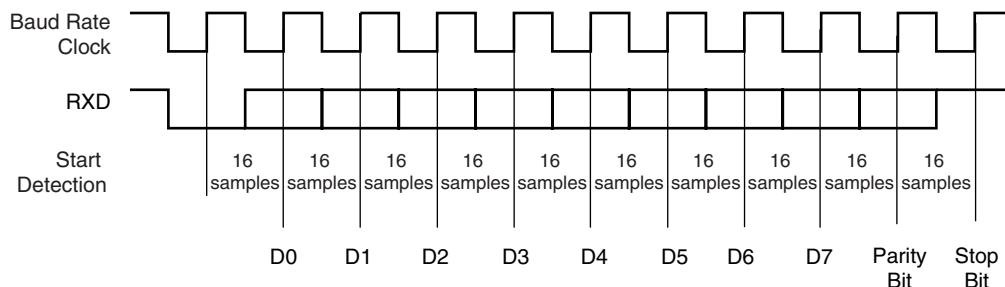 Baud Rate
Clock
RXD
Start
Detection
16
samples
16
samples
16
samples
16
samples
16
samples
16
samples
16
samples
16
samples
16
samples
16
samples
D0
D1
D2
D3
D4
D5
D6
D7
Parity
Bit
Stop
Bit